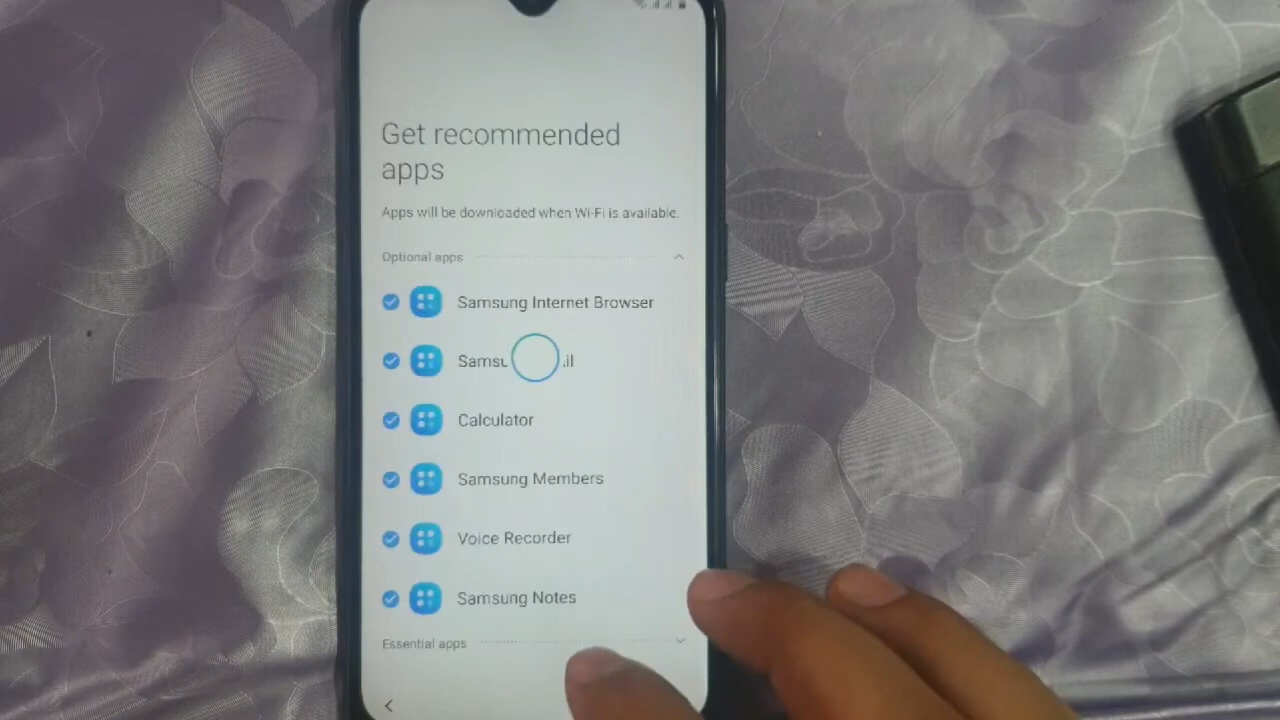 Get recommended
apps
Apps will be downloaded when Wi-Fi is available.
Optional apps
Samsung Internet Browser
Calculator
Samsung Members
Voice Recorder
Samsung Notes
Essential apps